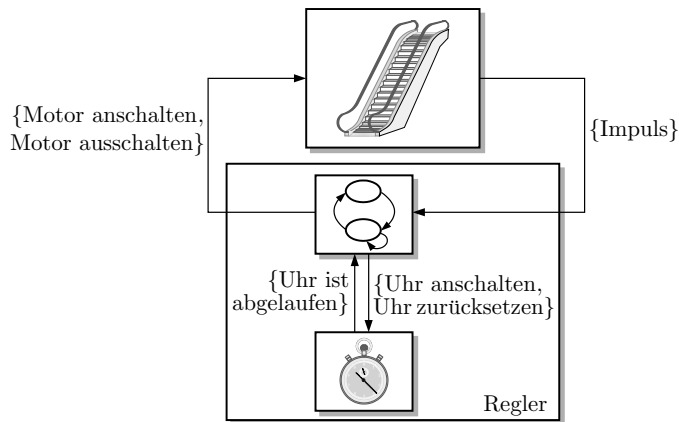 {Motor anschalten,
Motor ausschalten}
{Impuls}
{Uhr ist
abgelaufen}
{Uhr anschalten,
Uhr zurücksetzen}
Regler